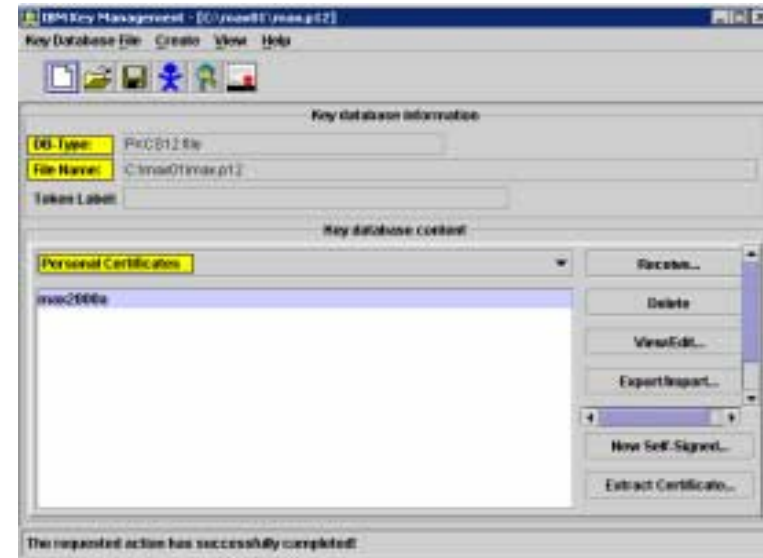 IBM Key Management - [C:\max01\max.p12]
Key Database File Create View Help
Key database information
DB-Type: PKCS12 file
File Name: C:\max01\max.p12
Token Label:
Key database content
Personal Certificates
Receive...
max2000a
Delete
View/Edit...
Export/Import...
New Self-Signed...
Extract Certificate...
The requested action has successfully completed!